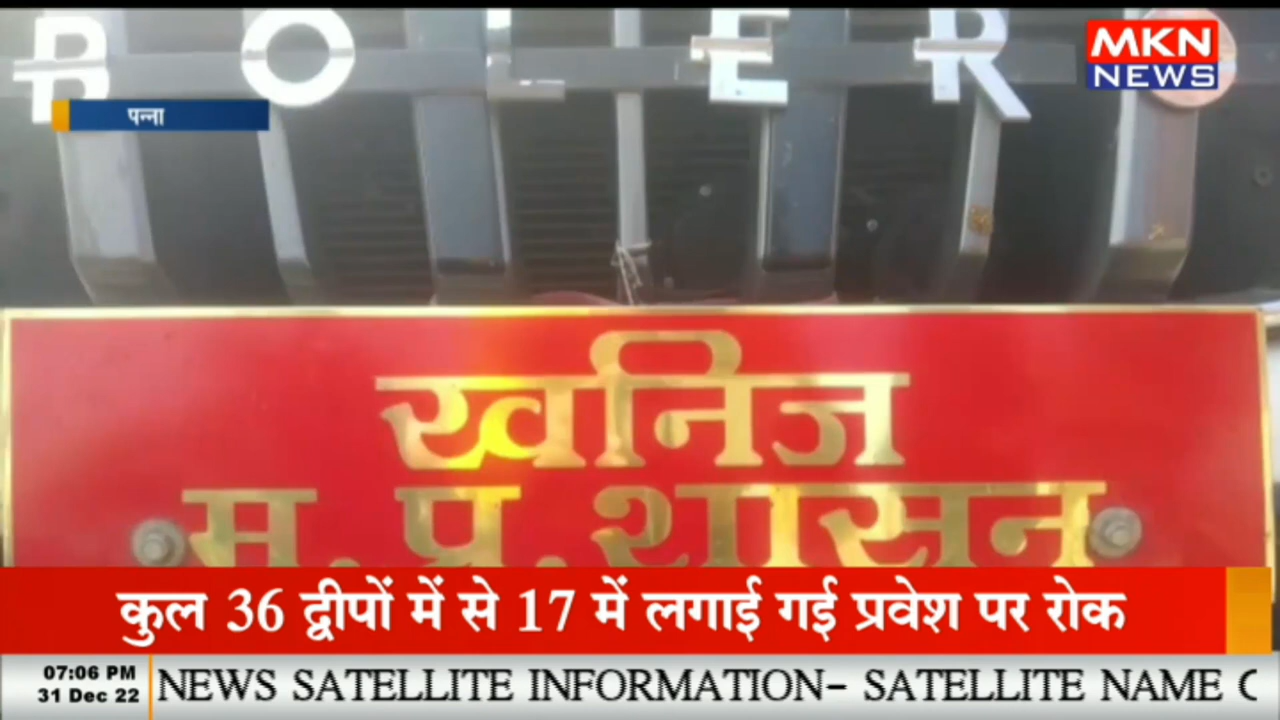 BOLER
MKN
NEWS
पन्ना
खनिज
म.प्र.शासन
कुल 36 द्वीपों में से 17 में लगाई गई प्रवेश पर रोक
07:06 PM
31 Dec 22
NEWS SATELLITE INFORMATION- SATELLITE NAME